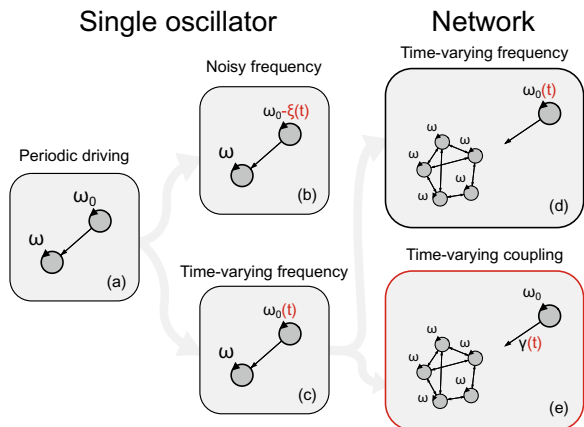 Single oscillator
Network
Periodic driving
ω₀
ω
(a)
Noisy frequency
ω₀-ξ(t)
ω
(b)
Time-varying frequency
ω₀(t)
ω
(c)
Time-varying frequency
ω₀(t)
ω
ω
ω
ω
ω
(d)
Time-varying coupling
ω₀
γ(t)
ω
ω
ω
ω
ω
(e)